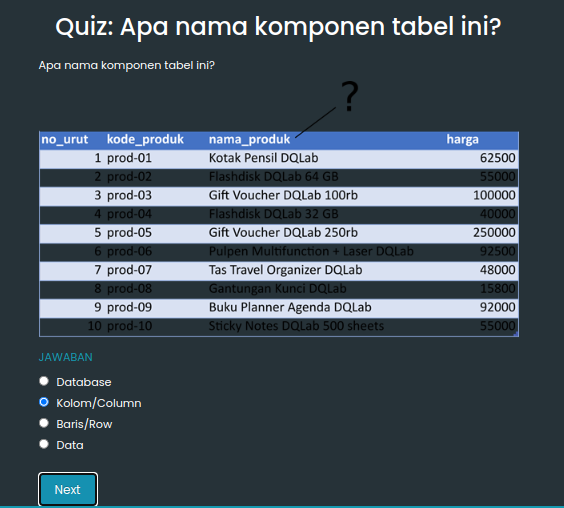 Quiz: Apa nama komponen tabel ini?
Apa nama komponen tabel ini?
?
no_urut kode_produk nama_produk harga
1 prod-01 Kotak Pensil DQLab 62500
2 prod-02 Flashdisk DQLab 64 GB 55000
3 prod-03 Gift Voucher DQLab 100rb 100000
4 prod-04 Flashdisk DQLab 32 GB 40000
5 prod-05 Gift Voucher DQLab 250rb 250000
6 prod-06 Pulpen Multifunction + Laser DQLab 92500
7 prod-07 Tas Travel Organizer DQLab 48000
8 prod-08 Gantungan Kunci DQLab 15800
9 prod-09 Buku Planner Agenda DQLab 92000
10 prod-10 Sticky Notes DQLab 500 sheets 55000
JAWABAN
Database
Kolom/Column
Baris/Row
Data
Next